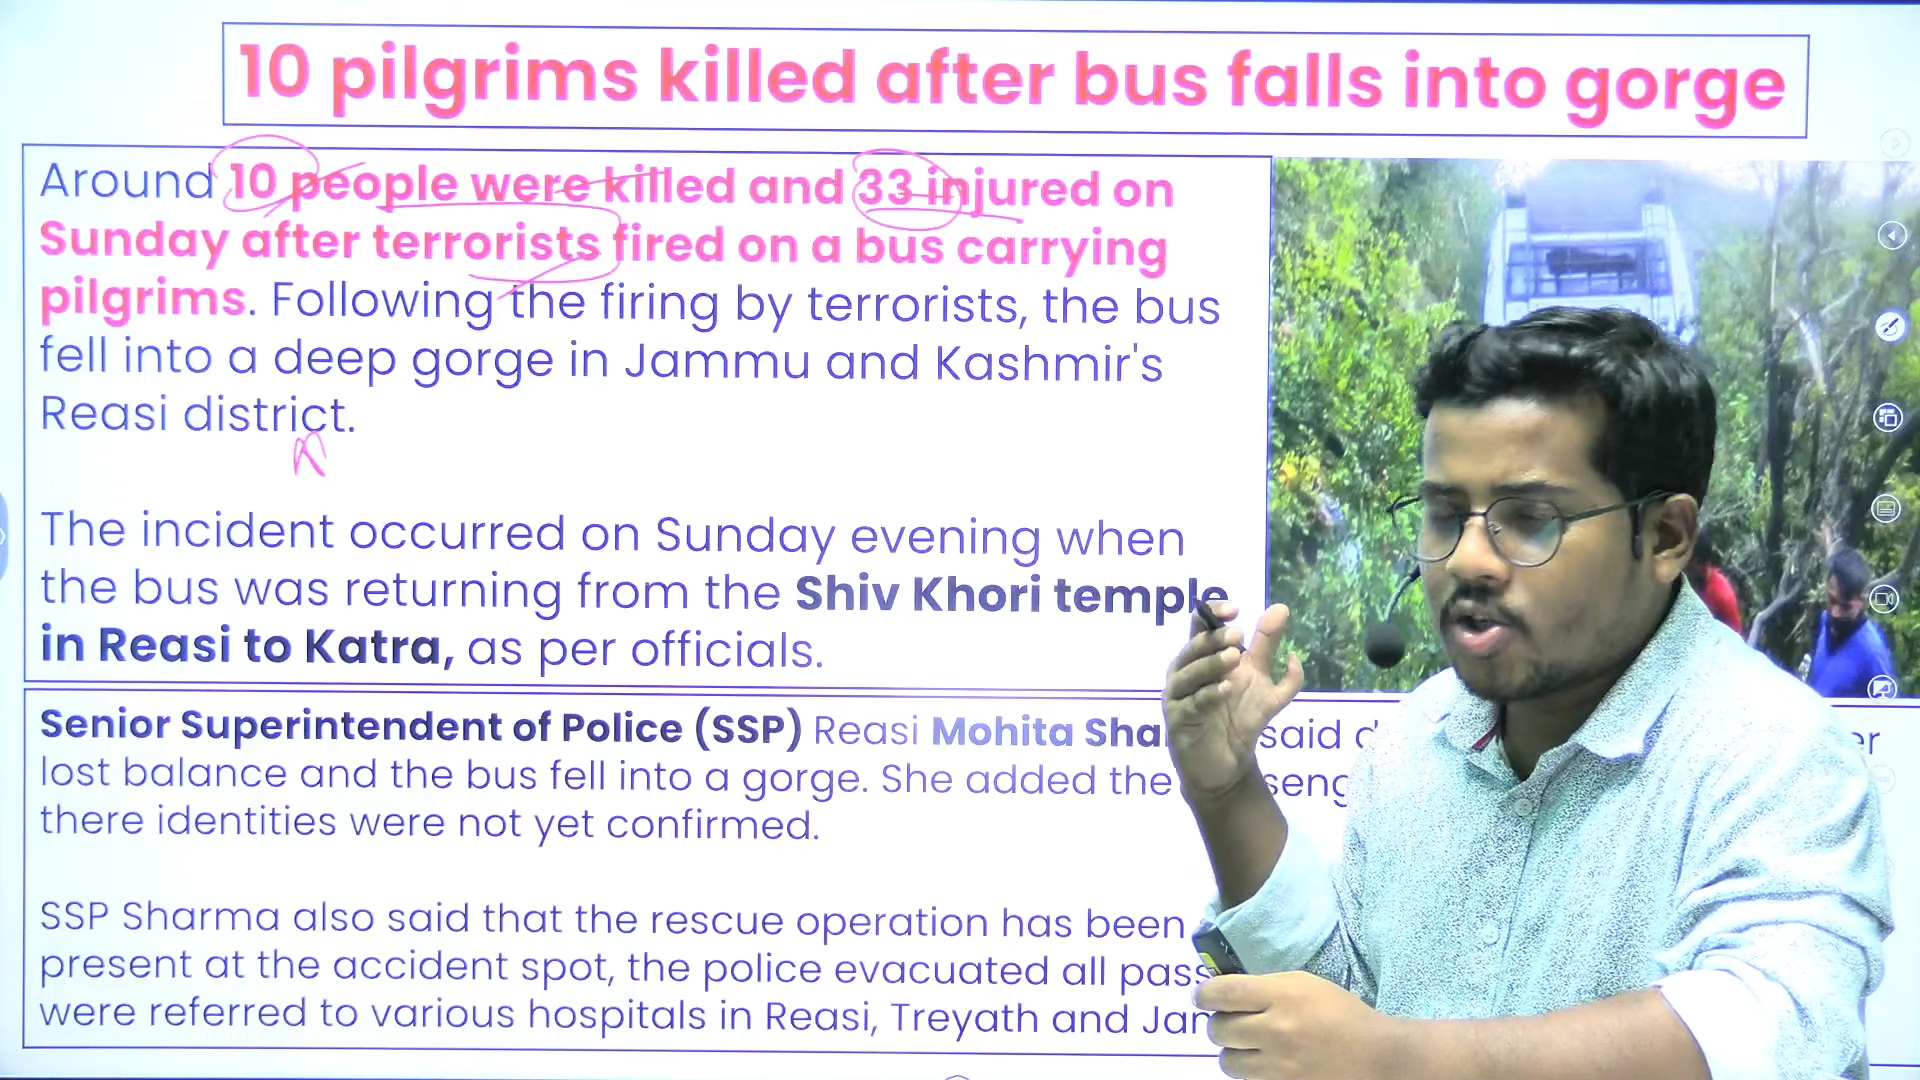 10 pilgrims killed after bus falls into gorge
Around 10 people were killed and 33 injured on
Sunday after terrorists fired on a bus carrying
pilgrims. Following the firing by terrorists, the bus
fell into a deep gorge in Jammu and Kashmir's
Reasi district.
The incident occurred on Sunday evening when
the bus was returning from the Shiv Khori temple
in Reasi to Katra, as per officials.
Senior Superintendent of Police (SSP) Reasi Mohita said
lost balance and the bus fell into a gorge. She added the
there identities were not yet confirmed.
SSP Sharma also said that the rescue operation has been
present at the accident spot, the police evacuated all
were referred to various hospitals in Reasi, Treyath and